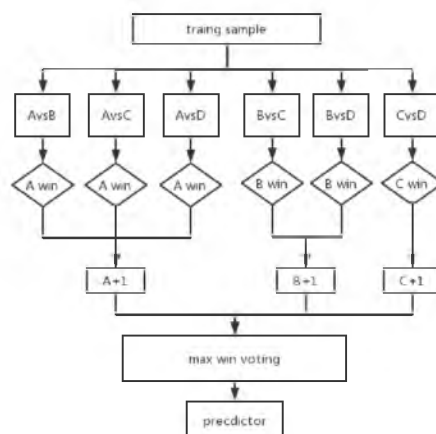 traing sample
AvsB AvsC AvsD BvsC BvsD CvsD
A win A win A win B win B win C win
A+1 B+1 C+1
max win voting
precdictor